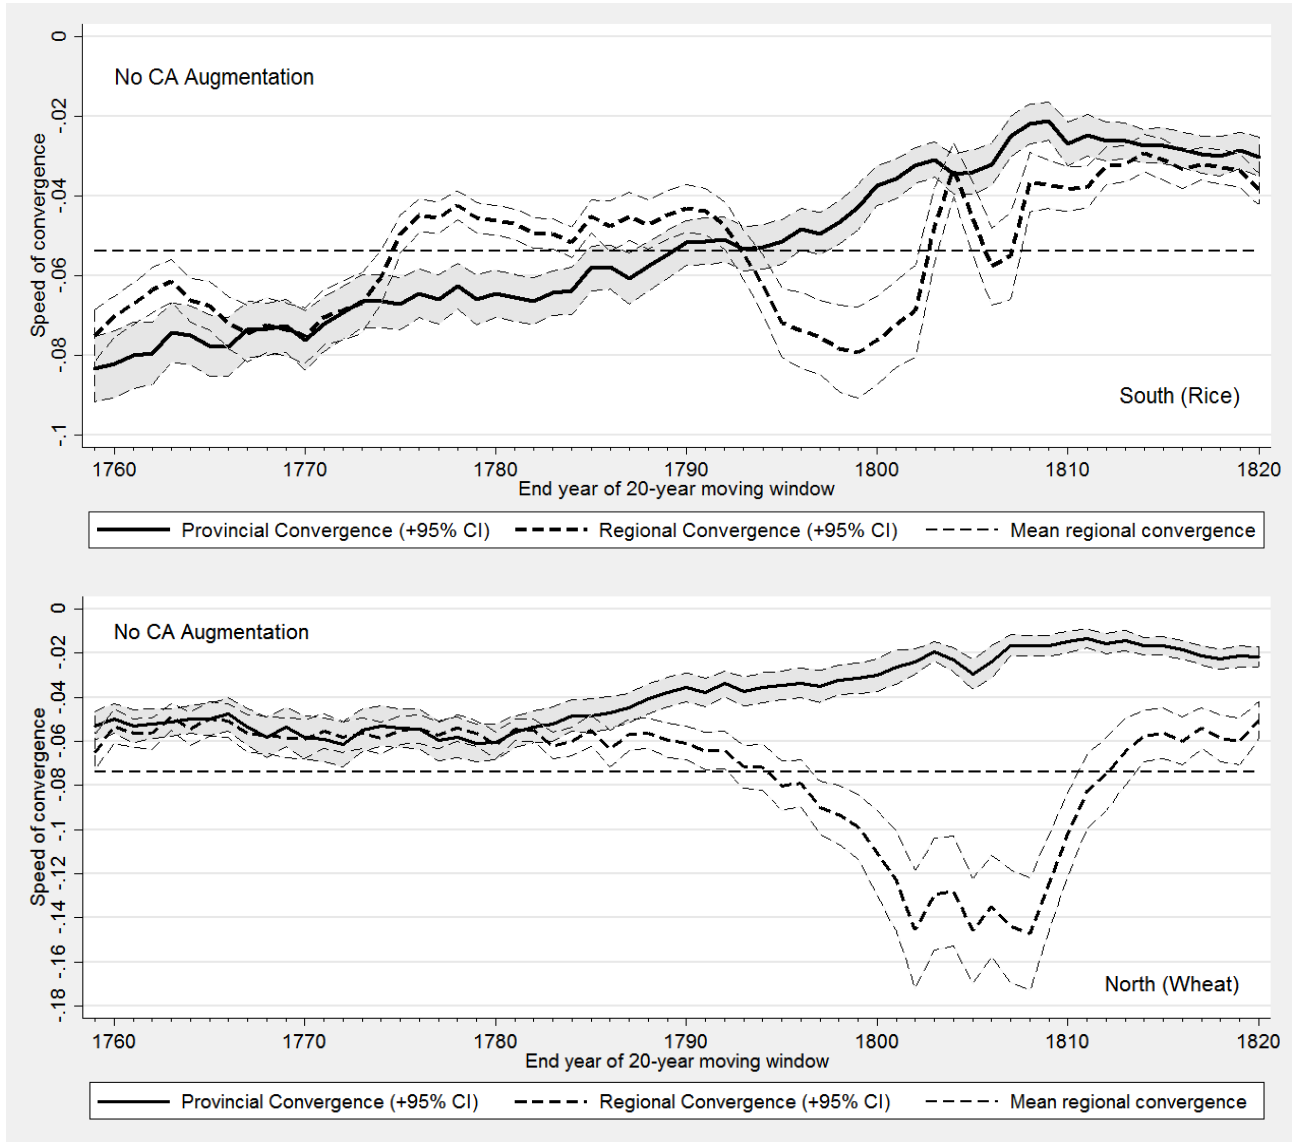 No CA Augmentation
Speed of convergence
0
-.02
-.04
-.06
-.08
-.1
South (Rice)
1760 1770 1780 1790 1800 1810 1820
End year of 20-year moving window
Provincial Convergence (+95% CI) Regional Convergence (+95% CI) Mean regional convergence
No CA Augmentation
Speed of convergence
0
-.02
-.04
-.06
-.08
-.1
-.12
-.14
-.16
-.18
North (Wheat)
1760 1770 1780 1790 1800 1810 1820
End year of 20-year moving window
Provincial Convergence (+95% CI) Regional Convergence (+95% CI) Mean regional convergence